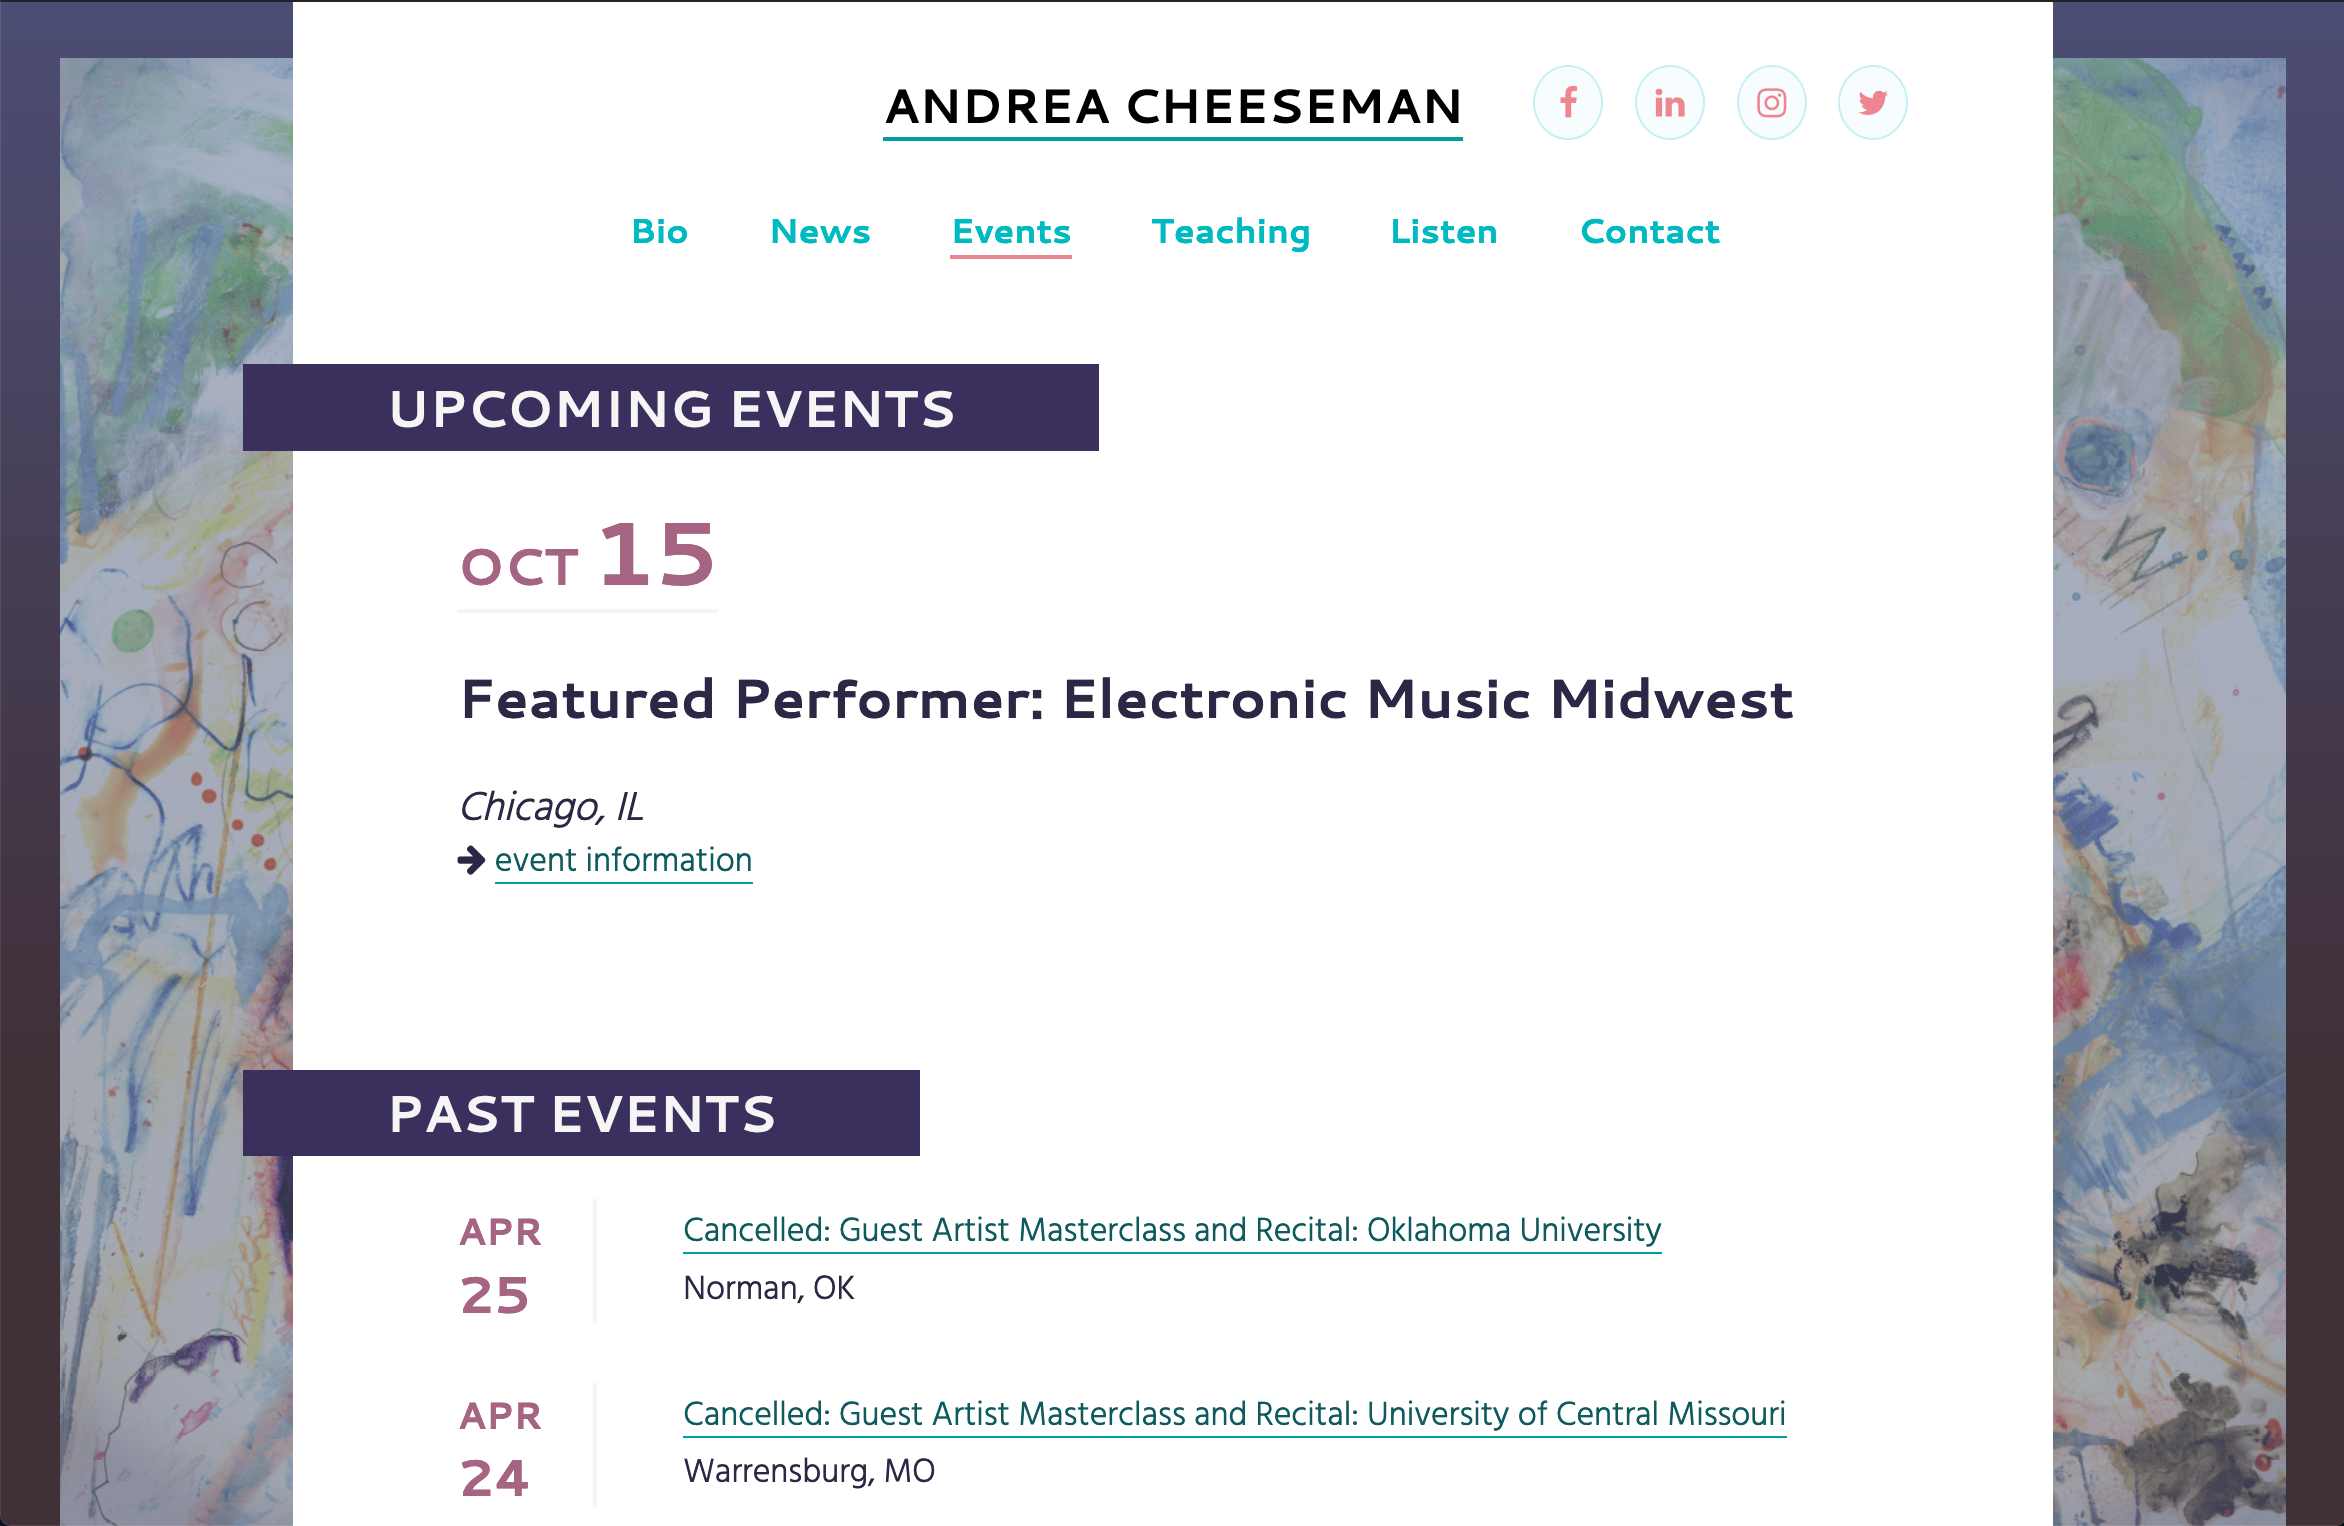 ANDREA CHEESEMAN
Bio News Events Teaching Listen Contact
UPCOMING EVENTS
OCT 15
Featured Performer: Electronic Music Midwest
Chicago, IL
event information
PAST EVENTS
APR
25
Cancelled: Guest Artist Masterclass and Recital: Oklahoma University
Norman, OK
APR
24
Cancelled: Guest Artist Masterclass and Recital: University of Central Missouri
Warrensburg, MO